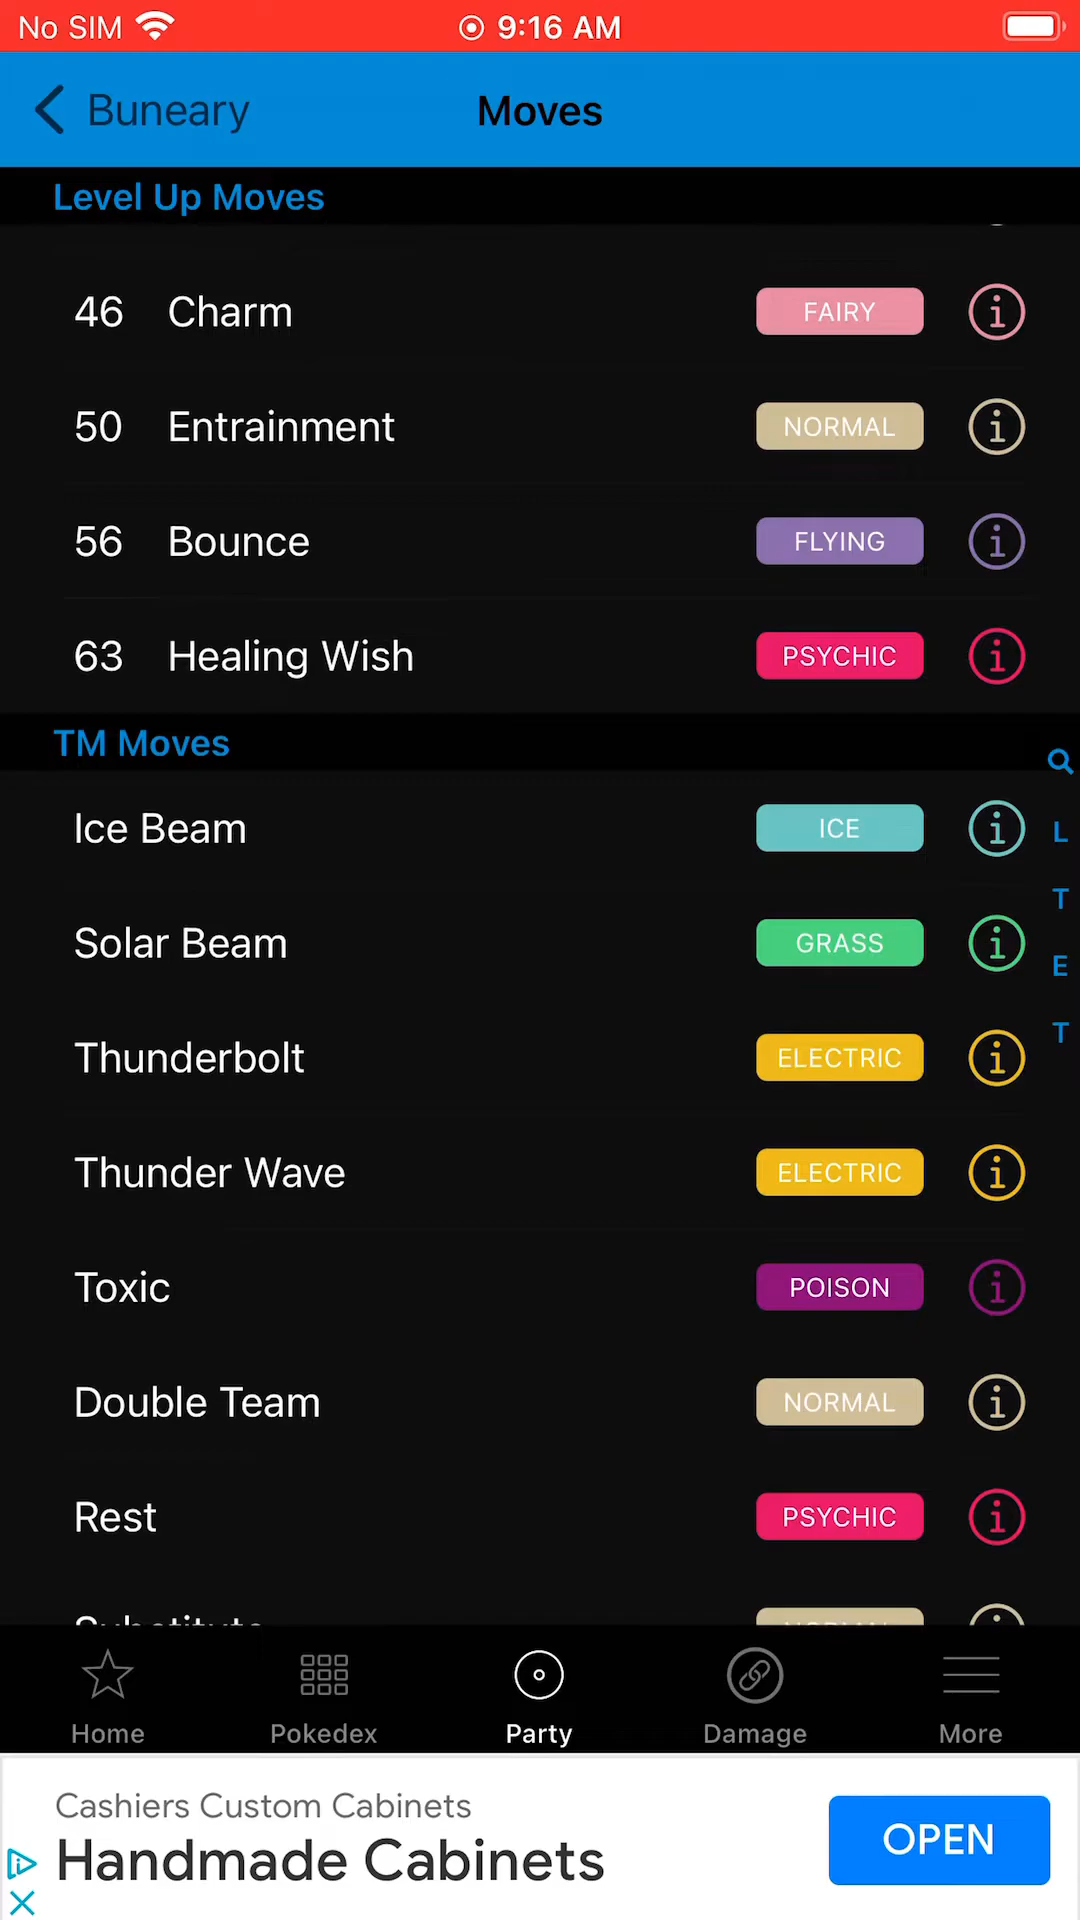 No SIM 9:16 AM
Buneary Moves
Level Up Moves
46 Charm FAIRY
50 Entrainment NORMAL
56 Bounce FLYING
63 Healing Wish PSYCHIC
TM Moves
Ice Beam ICE
L
Solar Beam GRASS
T
E
Thunderbolt ELECTRIC
T
Thunder Wave ELECTRIC
Toxic POISON
Double Team NORMAL
Rest PSYCHIC
Home Pokedex Party Damage More
Cashiers Custom Cabinets
Handmade Cabinets
OPEN